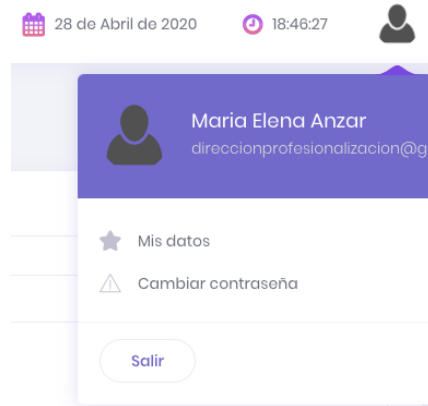 28 de Abril de 2020 18:46:27
Maria Elena Anzar
direccionprofesionalizacion@g
Mis datos
Cambiar contraseña
Salir